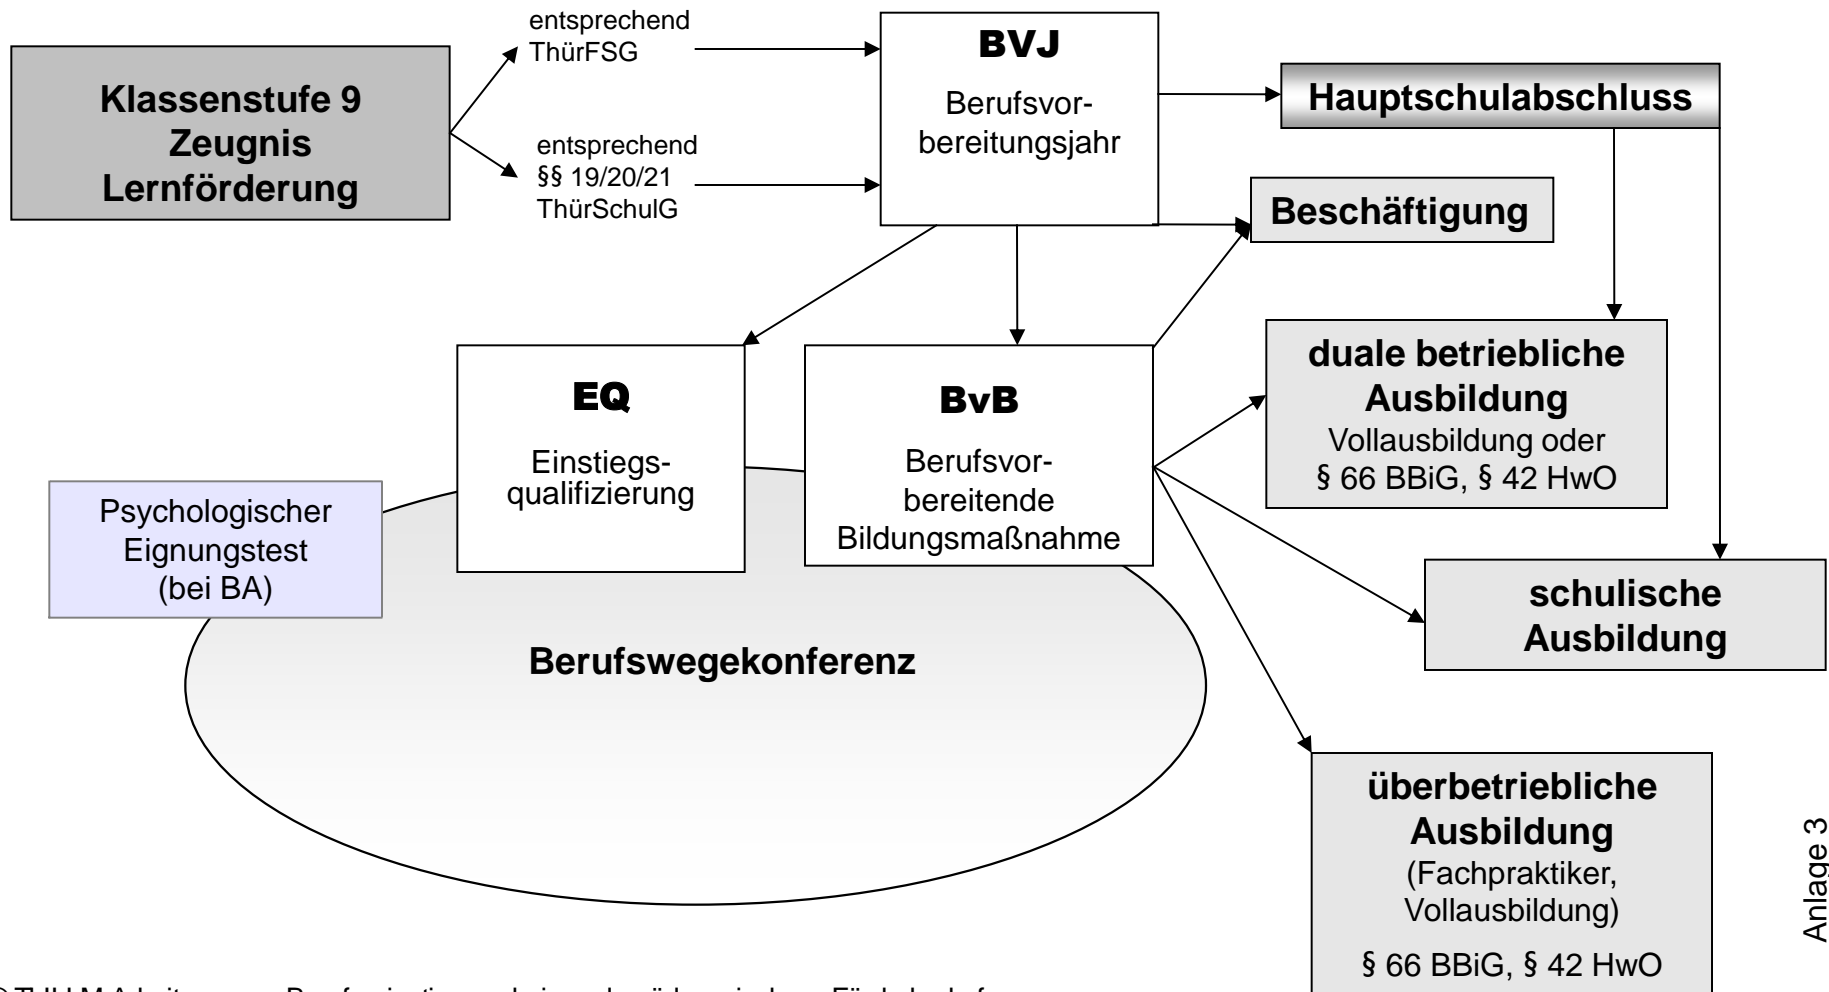 Klassenstufe 9
Zeugnis
Lernförderung
entsprechend
ThürFSG
entsprechend
§§ 19/20/21
ThürSchulG
BVJ
Berufsvor-
bereitungsjahr
Hauptschulabschluss
Beschäftigung
EQ
Einstiegs-
qualifizierung
BvB
Berufsvor-
bereitende
Bildungsmaßnahme
duale betriebliche
Ausbildung
Vollausbildung oder
§ 66 BBiG, § 42 HwO
Psychologischer
Eignungstest
(bei BA)
Berufswegekonferenz
schulische
Ausbildung
überbetriebliche
Ausbildung
(Fachpraktiker,
Vollausbildung)
§ 66 BBiG, § 42 HwO
Anlage 3